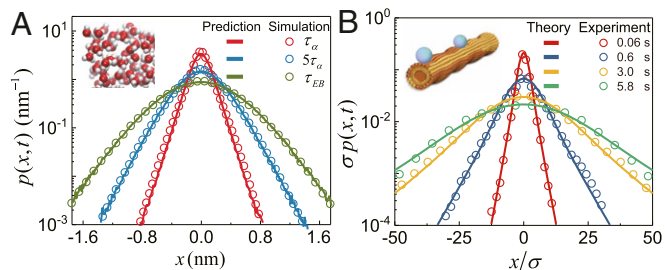 A
Prediction Simulation
τα
5τα
τEB
10¹
10⁻¹
10⁻³
p(x,t) (nm⁻¹)
-1.6 -0.8 0.0 0.8 1.6
x (nm)
B
Theory Experiment
0.06 s
0.6 s
3.0 s
5.8 s
10⁰
10⁻²
10⁻⁴
σp(x,t)
-50 -25 0 25 50
x/σ